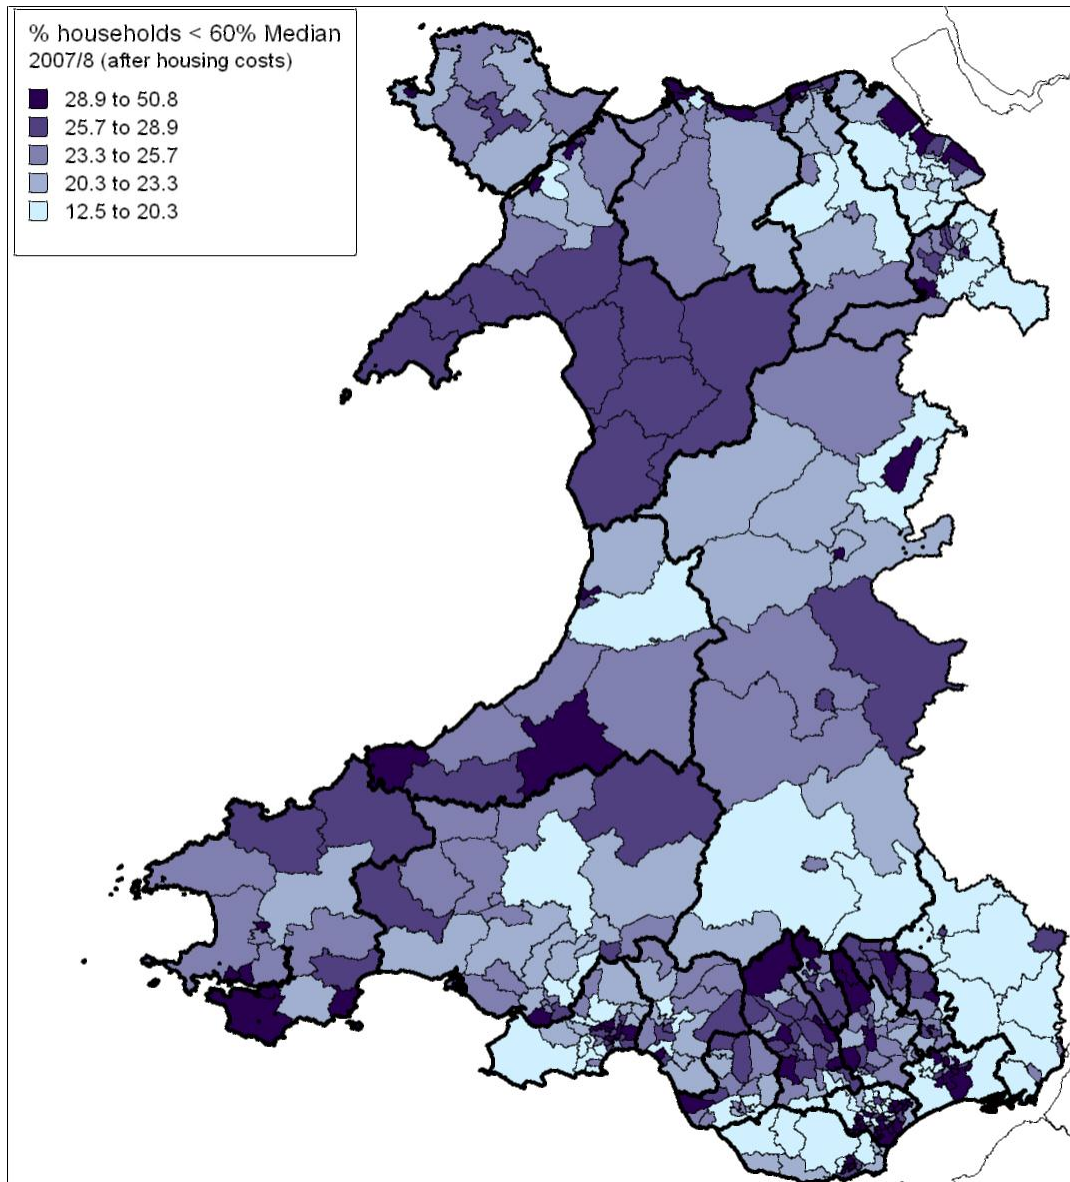 % households < 60% Median
2007/8 (after housing costs)
28.9 to 50.8
25.7 to 28.9
23.3 to 25.7
20.3 to 23.3
12.5 to 20.3